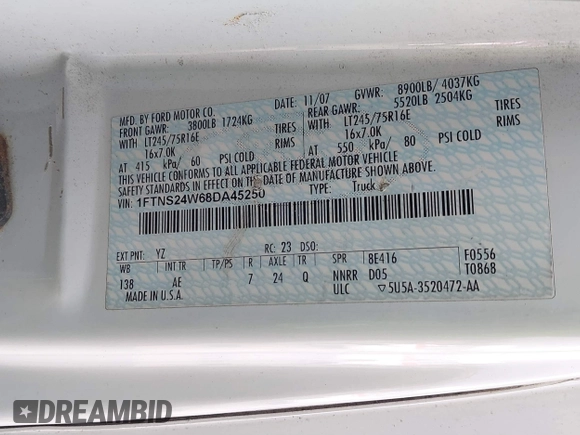 MFD. BY FORD MOTOR CO.
DATE: 11/07 GVWR: 8900LB/ 4037KG
FRONT GAWR: 3800LB 1724KG
REAR GAWR: 5520LB 2504KG
WITH LT245/75R16E TIRES
WITH LT245/75R16E TIRES
16x7.0K RIMS
16x7.0K RIMS
AT 415 kPa/ 60 PSI COLD
AT 550 kPa/ 80 PSI COLD
THIS VEHICLE CONFORMS TO ALL APPLICABLE FEDERAL MOTOR VEHICLE
SAFETY STANDARDS IN EFFECT ON THE DATE OF MANUFACTURE SHOWN ABOVE
VIN: 1FTNS24W68DA45250
TYPE: Truck
EXT PNT: YZ RC: 23 DSO:
WB INT TR TP/PS R AXLE TR SPR 8E416 F0556
138 AE 7 24 Q NNRR D05 T0868
MADE IN U.S.A. ULC ▽5U5A-3520472-AA
DREAMBID